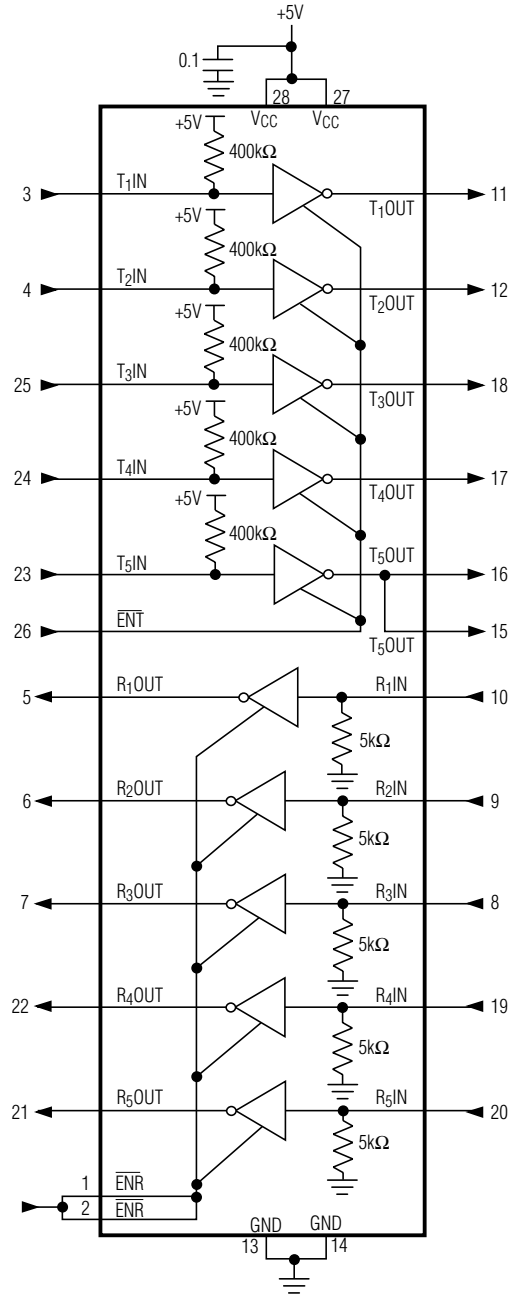 +5V
0.1
28 27
VCC VCC
+5V
400kΩ
3 T1IN T1OUT 11
+5V
400kΩ
4 T2IN T2OUT 12
+5V
400kΩ
25 T3IN T3OUT 18
+5V
400kΩ
24 T4IN T4OUT 17
+5V
400kΩ
23 T5IN T5OUT 16
26 E̅N̅T̅ T5OUT 15
5 R1OUT R1IN 10
5kΩ
6 R2OUT R2IN 9
5kΩ
7 R3OUT R3IN 8
5kΩ
22 R4OUT R4IN 19
5kΩ
21 R5OUT R5IN 20
5kΩ
1 E̅N̅R̅
2 E̅N̅R̅
GND GND
13 14